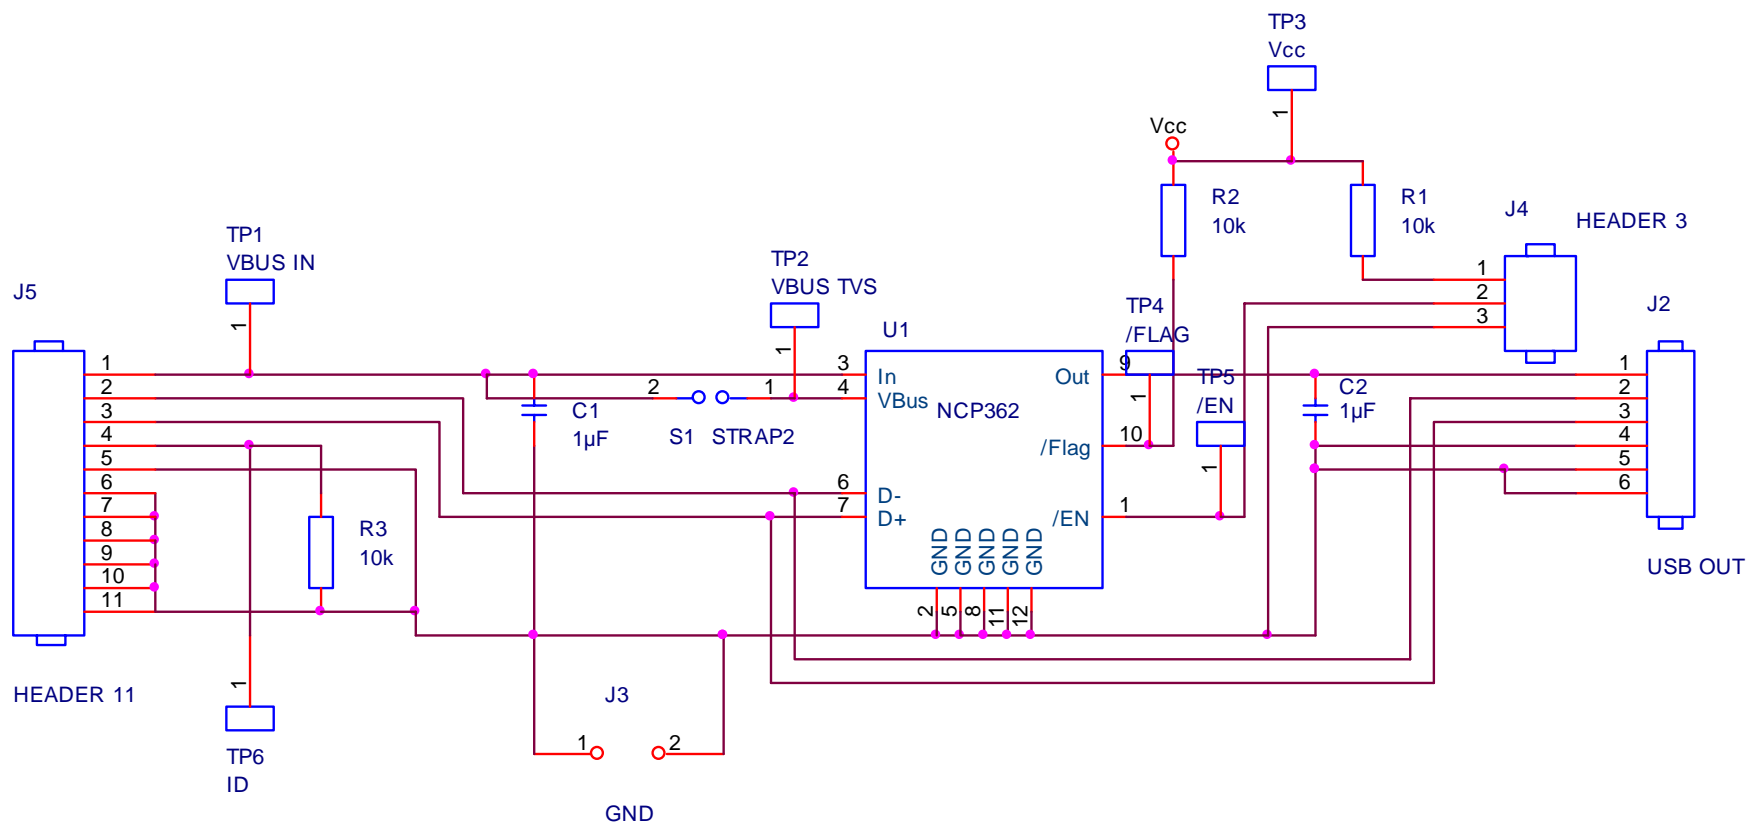 TP3
Vcc
1
Vcc
R2
10k
R1
10k
J4
HEADER 3
1
2
3
TP1
VBUS IN
1
TP2
VBUS TVS
1
TP4
/FLAG
1
TP5
/EN
1
J5
1
2
3
4
5
6
7
8
9
10
11
HEADER 11
R3
10k
1
TP6
ID
C1
1µF
2
1
S1 STRAP2
U1
NCP362
3
In
4
VBus
6
D-
7
D+
Out
9
/Flag
10
/EN
1
GND
GND
GND
GND
GND
2
5
8
11
12
C2
1µF
J2
1
2
3
4
5
6
USB OUT
J3
1
2
GND